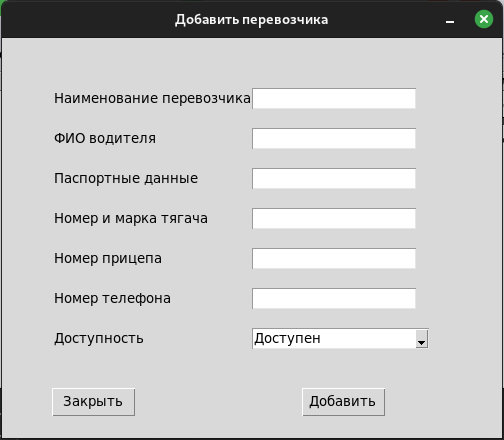 Добавить перевозчика
Наименование перевозчика
ФИО водителя
Паспортные данные
Номер и марка тягача
Номер прицепа
Номер телефона
Доступность Доступен
Закрыть Добавить